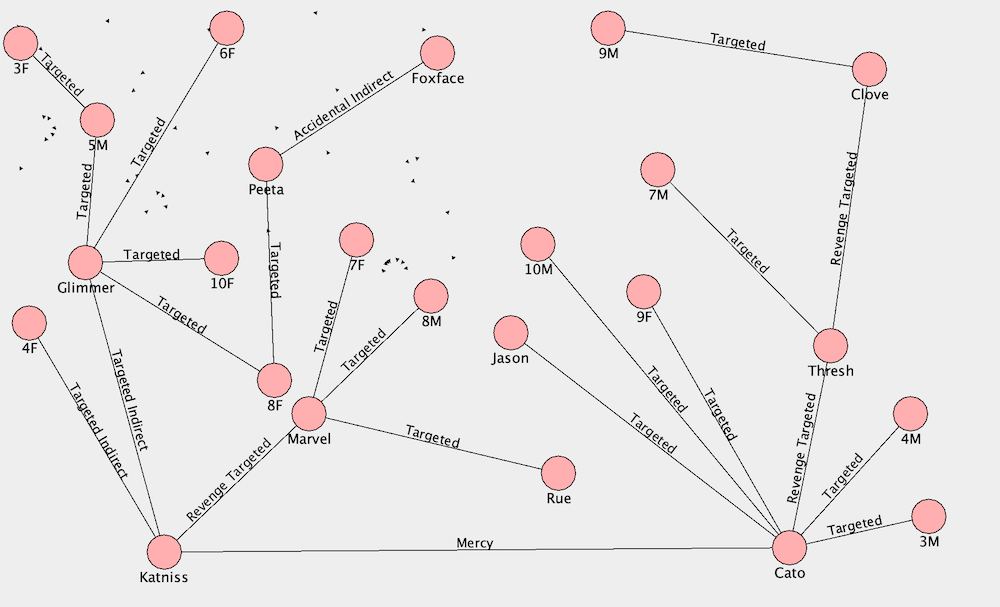 9M
6F
3F
Targeted
Targeted
Foxface
Clove
Accidental Indirect
Targeted
5M
Targeted
Peeta
7M
Revenge Targeted
Targeted
Targeted
Targeted
7F
10M
Targeted
10F
Glimmer
9F
Targeted
8M
Targeted
4F
Targeted
Jason
Thresh
Targeted Indirect
Targeted
Targeted
8F
Marvel
Targeted
Targeted
4M
Targeted Indirect
Revenge Targeted
Revenge Targeted
Targeted
Rue
Targeted
3M
Mercy
Katniss
Cato